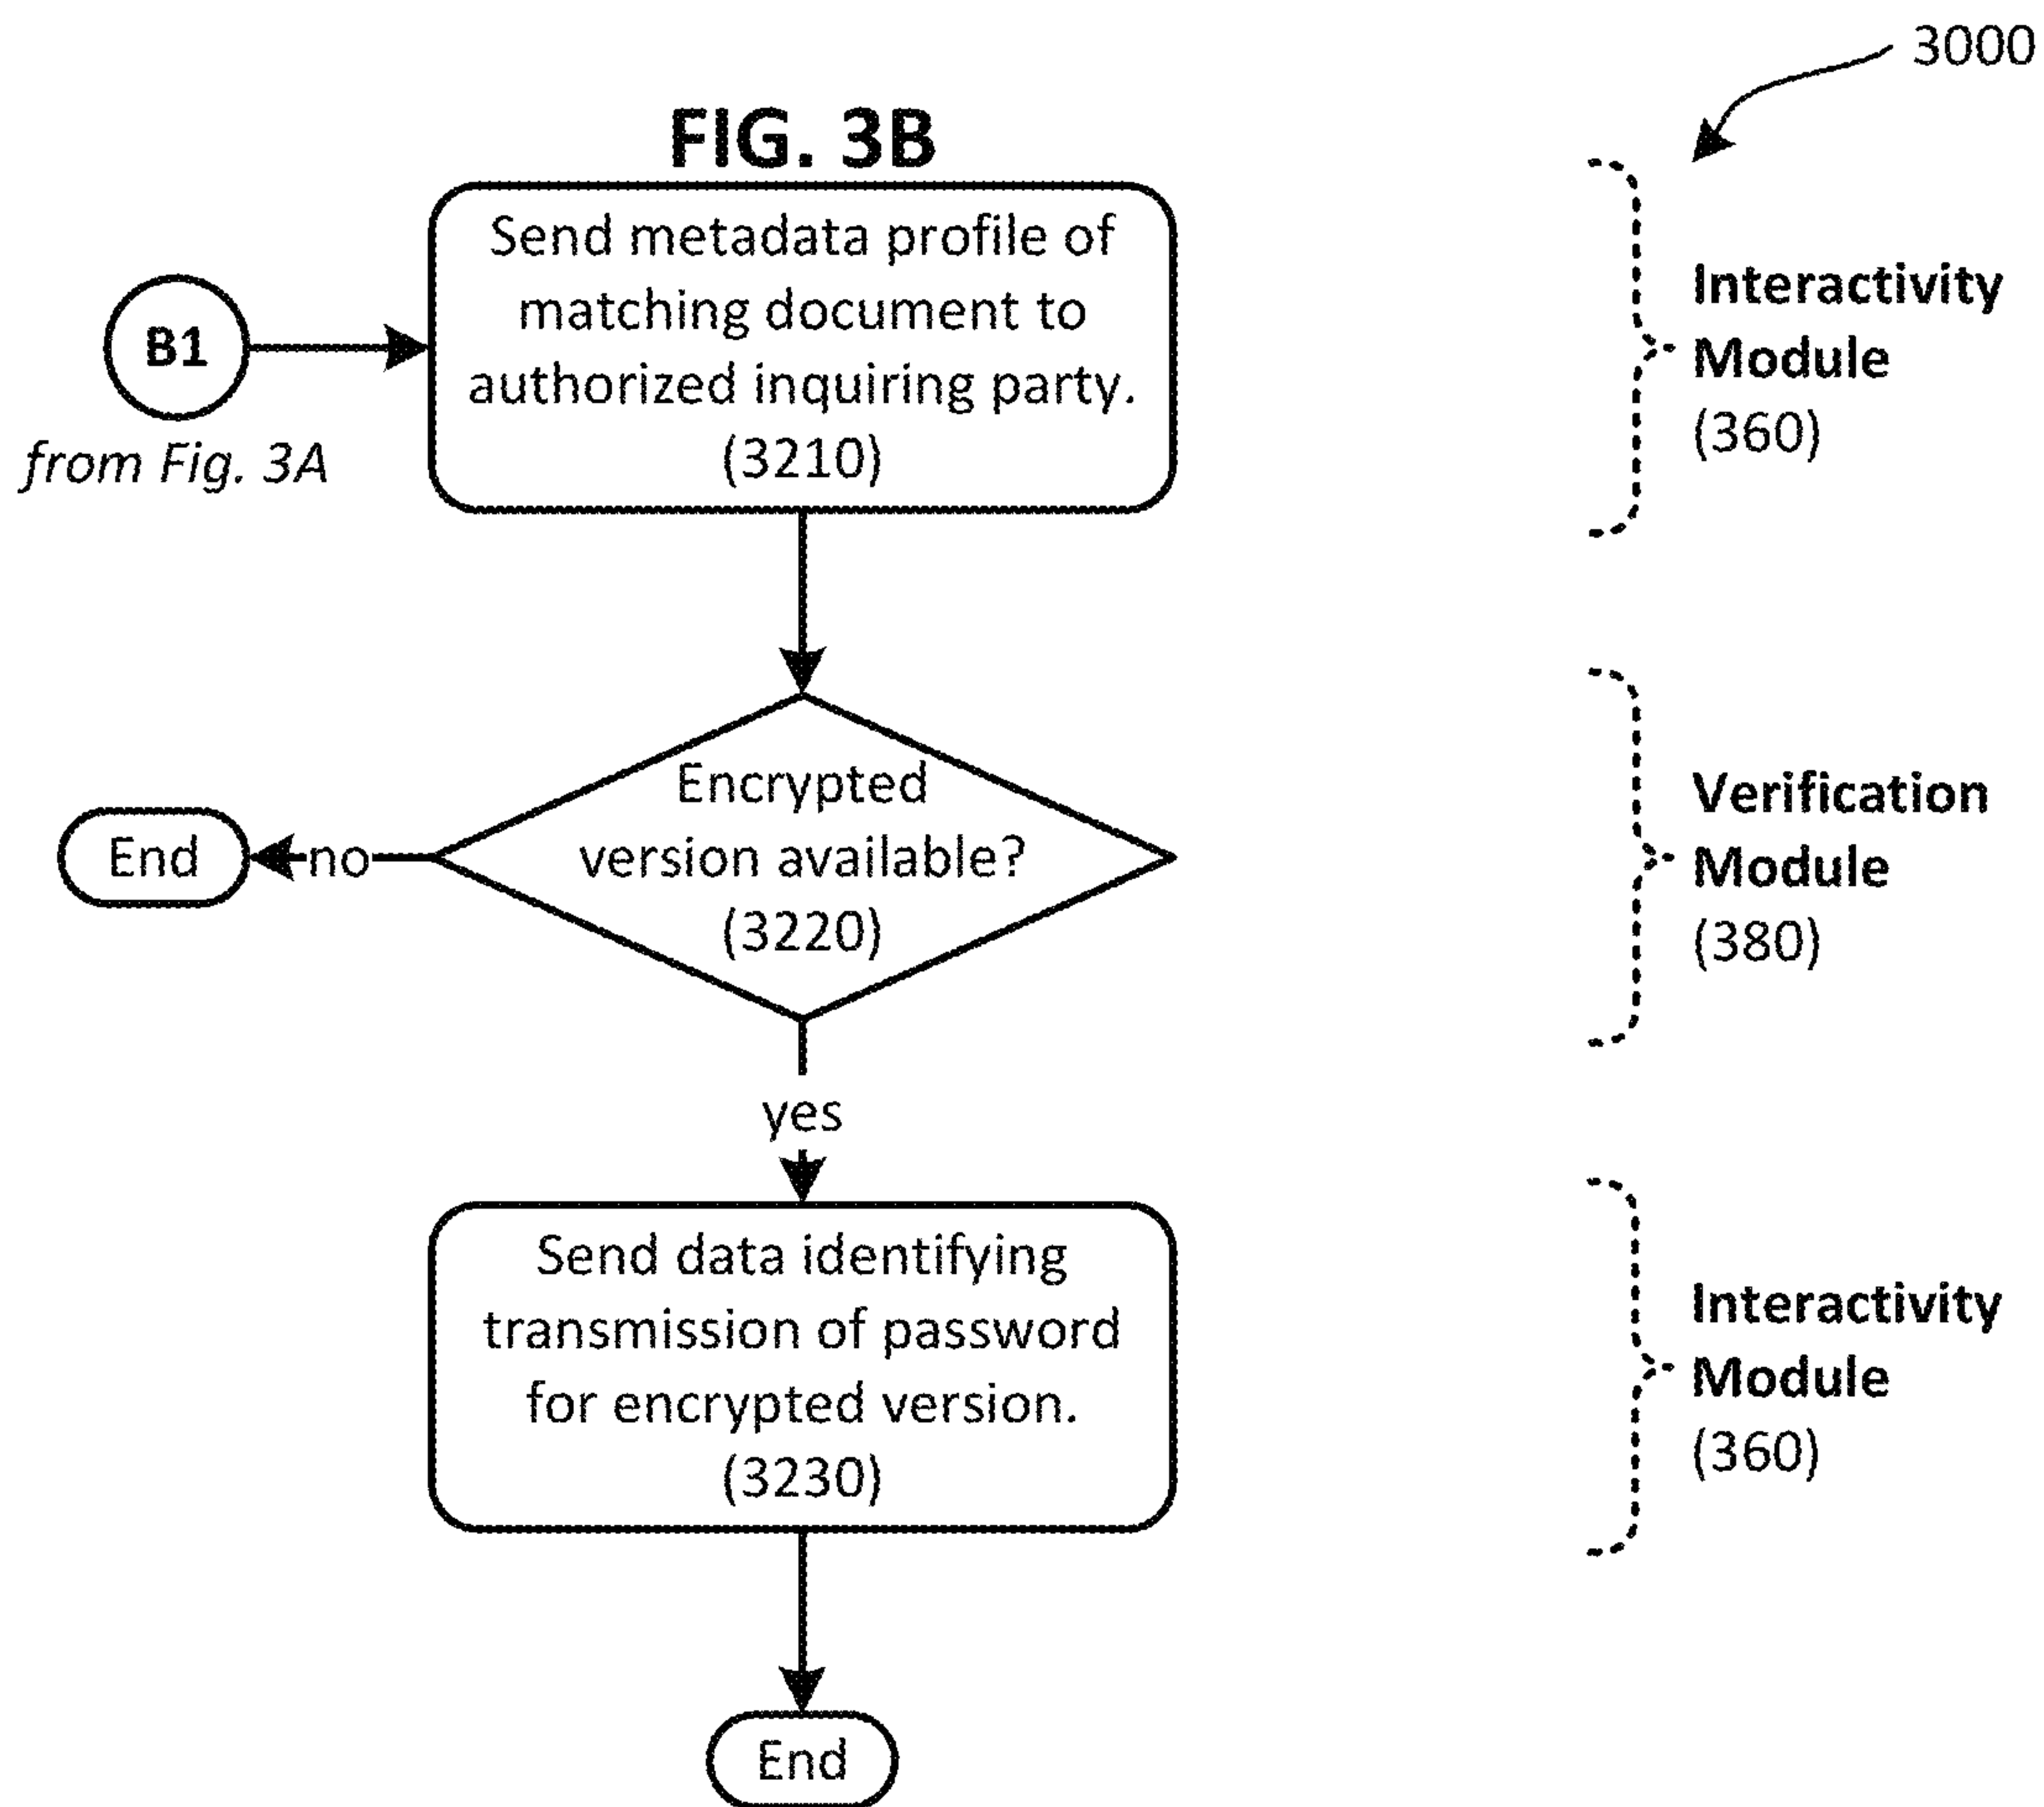 3000
FIG. 3B
Send metadata profile of
matching document to
authorized inquiring party.
(3210)
B1
from Fig. 3A
Interactivity
Module
(360)
Encrypted
version available?
(3220)
no
End
Verification
Module
(380)
yes
Send data identifying
transmission of password
for encrypted version.
(3230)
Interactivity
Module
(360)
End